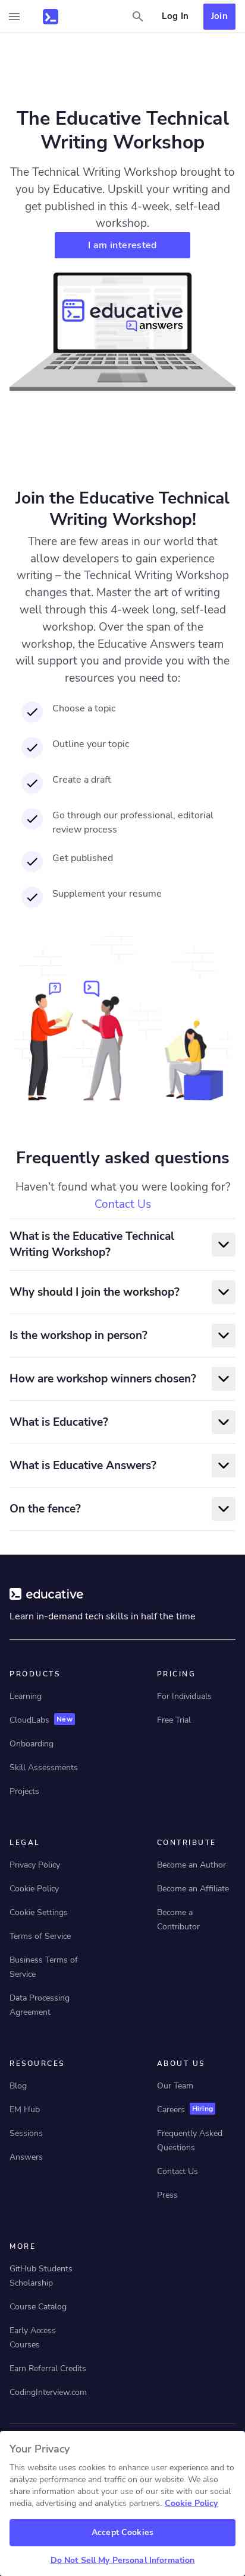 Log In
Join
The Educative Technical
Writing Workshop
The Technical Writing Workshop brought to
you by Educative. Upskill your writing and
get published in this 4-week, self-led
workshop.
I am interested
educative
answers
Join the Educative Technical
Writing Workshop!
There are few areas in our world that
allow developers to gain experience
writing – the Technical Writing Workshop
changes that. Master the art of writing
well through this 4-week long, self-lead
workshop. Over the span of the
workshop, the Educative Answers team
will support you and provide you with the
resources you need to:
Choose a topic
Outline your topic
Create a draft
Go through our professional, editorial
review process
Get published
Supplement your resume
Frequently asked questions
Haven’t found what you were looking for?
Contact Us
What is the Educative Technical
Writing Workshop?
Why should I join the workshop?
Is the workshop in person?
How are workshop winners chosen?
What is Educative?
What is Educative Answers?
On the fence?
educative
Learn in-demand tech skills in half the time
PRODUCTS
Learning
CloudLabs New
Onboarding
Skill Assessments
Projects
PRICING
For Individuals
Free Trial
LEGAL
Privacy Policy
Cookie Policy
Cookie Settings
Terms of Service
Business Terms of
Service
Data Processing
Agreement
CONTRIBUTE
Become an Author
Become an Affiliate
Become a
Contributor
RESOURCES
Blog
EM Hub
Sessions
Answers
ABOUT US
Our Team
Careers Hiring
Frequently Asked
Questions
Contact Us
Press
MORE
GitHub Students
Scholarship
Course Catalog
Early Access
Courses
Earn Referral Credits
CodingInterview.com
Your Privacy
This website uses cookies to enhance user experience and to
analyze performance and traffic on our website. We also
share information about your use of our site with our social
media, advertising and analytics partners. Cookie Policy
Accept Cookies
Do Not Sell My Personal Information